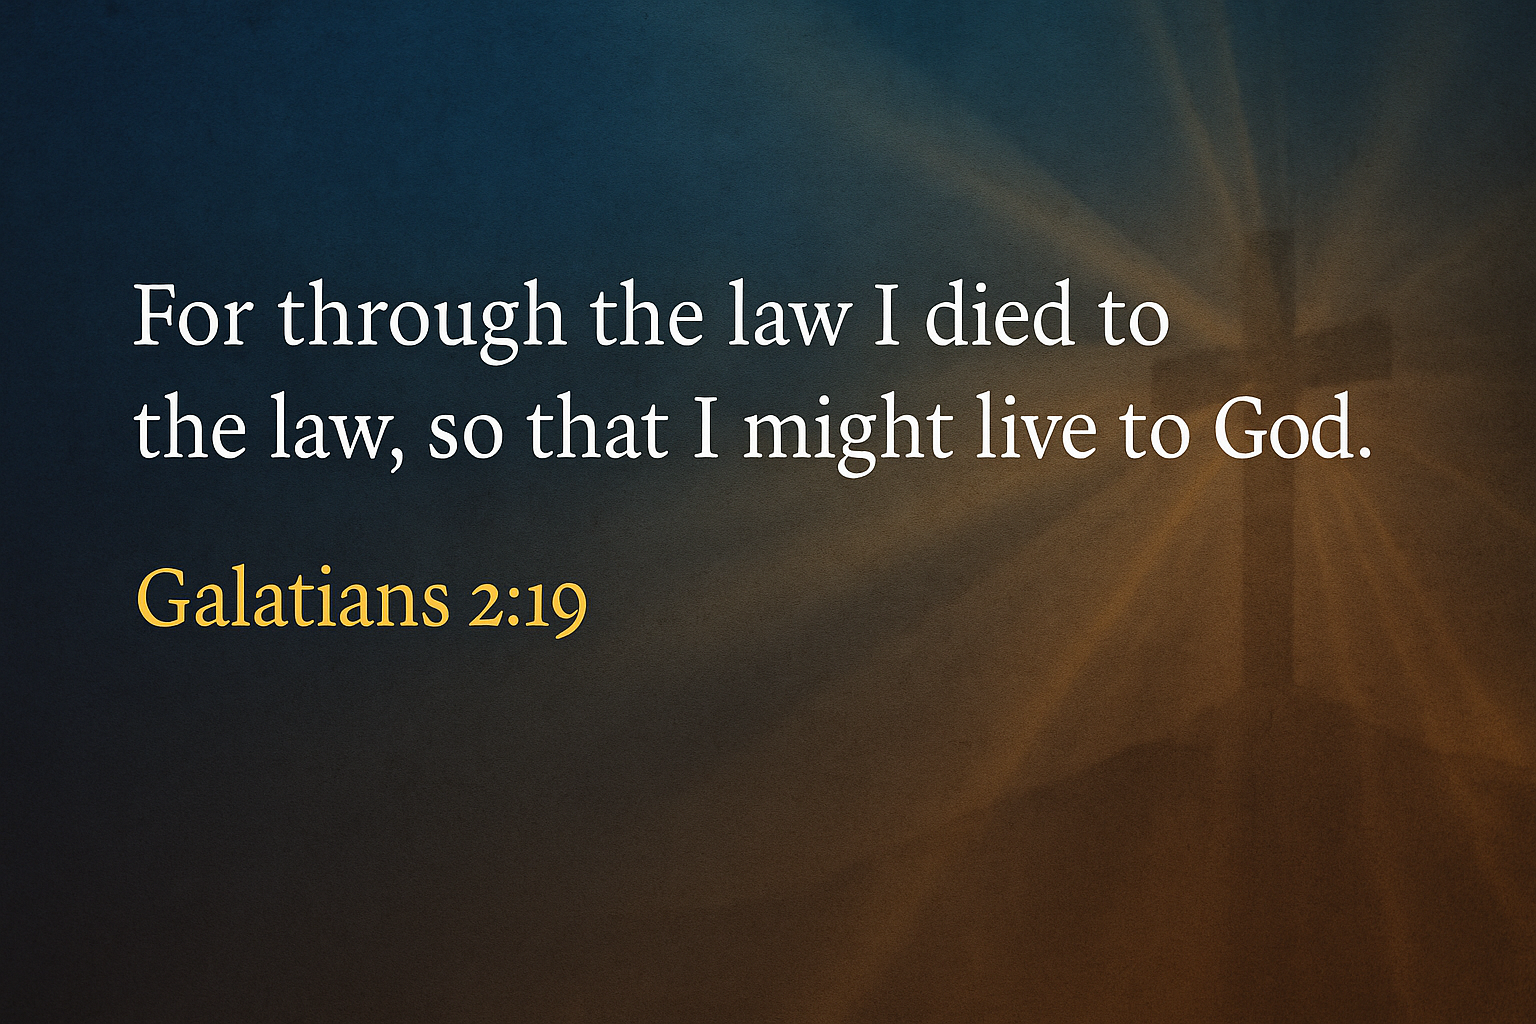 For through the law I died to
the law, so that I might live to God.
Galatians 2:19